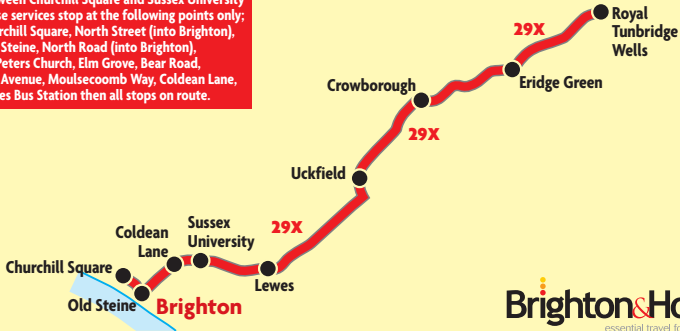 Churchill Square and Sussex University
services stop at the following points only;
Square, North Street (into Brighton),
Steine, North Road (into Brighton),
Peters Church, Elm Grove, Bear Road,
Avenue, Moulsecoomb Way, Coldean Lane,
Bus Station then all stops on route.
29X
Royal
Tunbridge
Wells
Eridge Green
Crowborough
29X
Uckfield
29X
Sussex
University
Coldean
Lane
Churchill Square
Lewes
Old Steine
Brighton
Brighton&Ho
essential travel fo